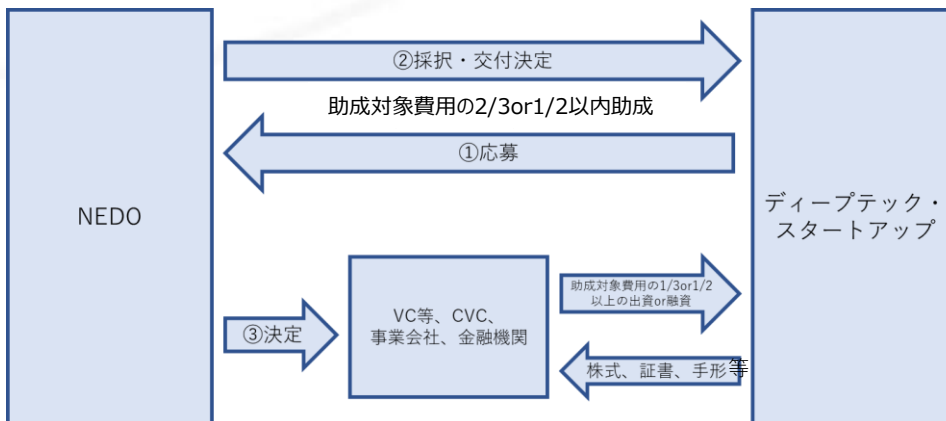 ②採択・交付決定
助成対象費用の2/3or1/2以内助成
①応募
NEDO
ディープテック・
スタートアップ
VC等、CVC、
事業会社、金融機関
助成対象費用の1/3or1/2
以上の出資or融資
③決定
株式、証書、手形等